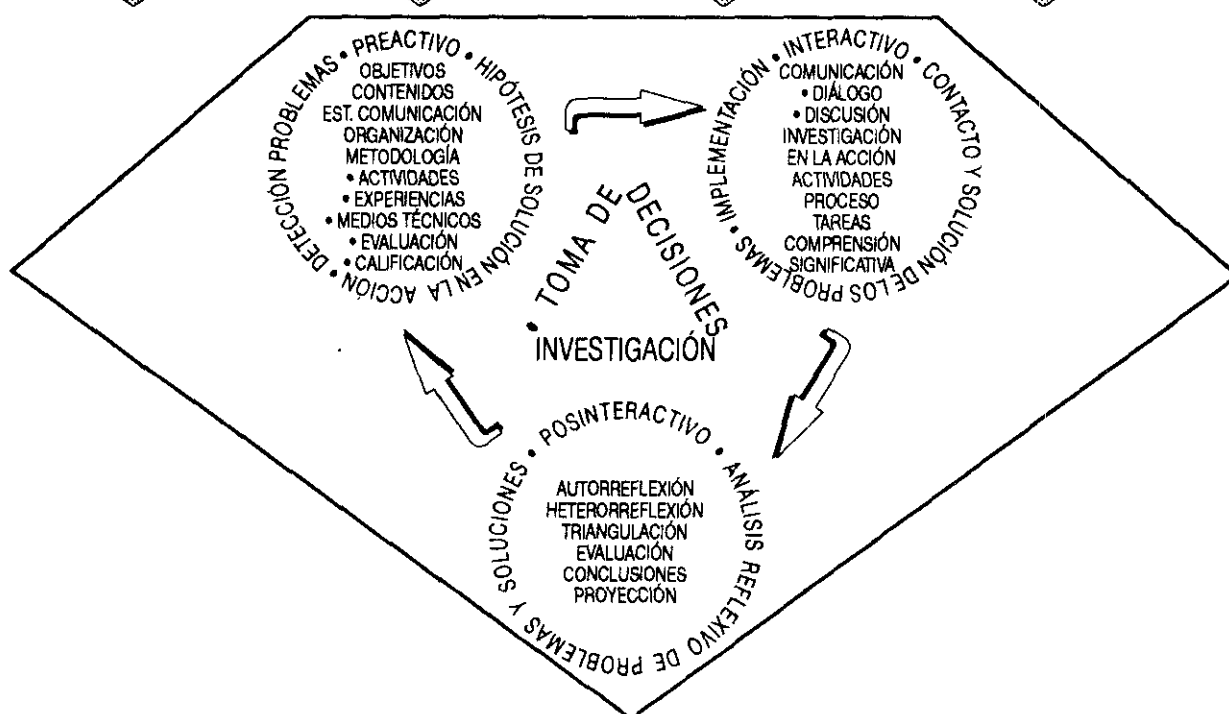 • PREACTIVO • HIPÓTESIS DE SOLUCIÓN EN LA ACCIÓN • DETECCIÓN PROBLEMAS
OBJETIVOS
CONTENIDOS
EST. COMUNICACIÓN
ORGANIZACIÓN
METODOLOGÍA
• ACTIVIDADES
• EXPERIENCIAS
• MEDIOS TÉCNICOS
• EVALUACIÓN
• CALIFICACIÓN
• INTERACTIVO • CONTACTO Y SOLUCIÓN DE LOS PROBLEMAS • IMPLEMENTACIÓN
COMUNICACIÓN
• DIÁLOGO
• DISCUSIÓN
INVESTIGACIÓN
EN LA ACCIÓN
ACTIVIDADES
PROCESO
TAREAS
COMPRENSIÓN
SIGNIFICATIVA
• TOMA DE
DECISIONES
INVESTIGACIÓN
• POSINTERACTIVO • ANÁLISIS REFLEXIVO DE PROBLEMAS Y SOLUCIONES
AUTORREFLEXIÓN
HETERORREFLEXIÓN
TRIANGULACIÓN
EVALUACIÓN
CONCLUSIONES
PROYECCIÓN